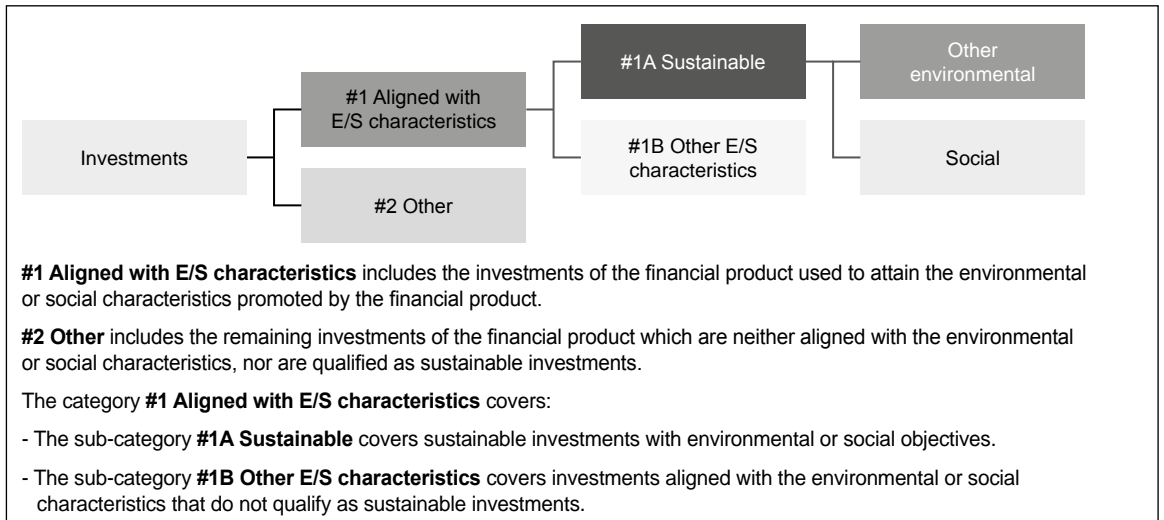 #1A Sustainable
Other
environmental
#1 Aligned with
E/S characteristics
Investments
#1B Other E/S
characteristics
Social
#2 Other
#1 Aligned with E/S characteristics includes the investments of the financial product used to attain the environmental
or social characteristics promoted by the financial product.
#2 Other includes the remaining investments of the financial product which are neither aligned with the environmental
or social characteristics, nor are qualified as sustainable investments.
The category #1 Aligned with E/S characteristics covers:
- The sub-category #1A Sustainable covers sustainable investments with environmental or social objectives.
- The sub-category #1B Other E/S characteristics covers investments aligned with the environmental or social
characteristics that do not qualify as sustainable investments.